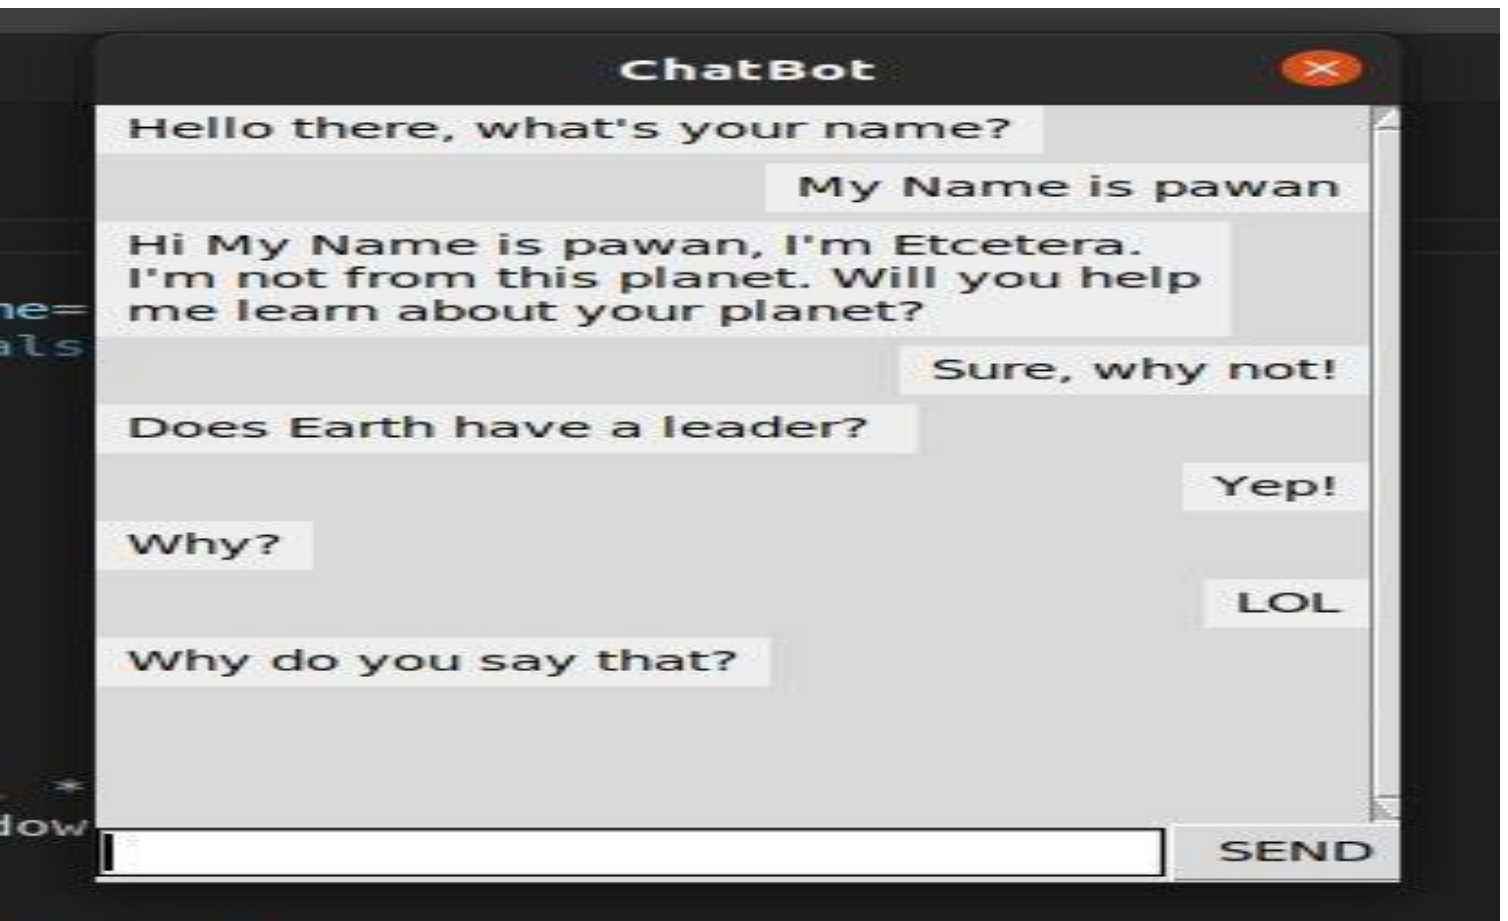 ChatBot
Hello there, what's your name?
My Name is pawan
Hi My Name is pawan, I'm Etcetera.
I'm not from this planet. Will you help
me learn about your planet?
Sure, why not!
Does Earth have a leader?
Yep!
Why?
LOL
Why do you say that?
SEND